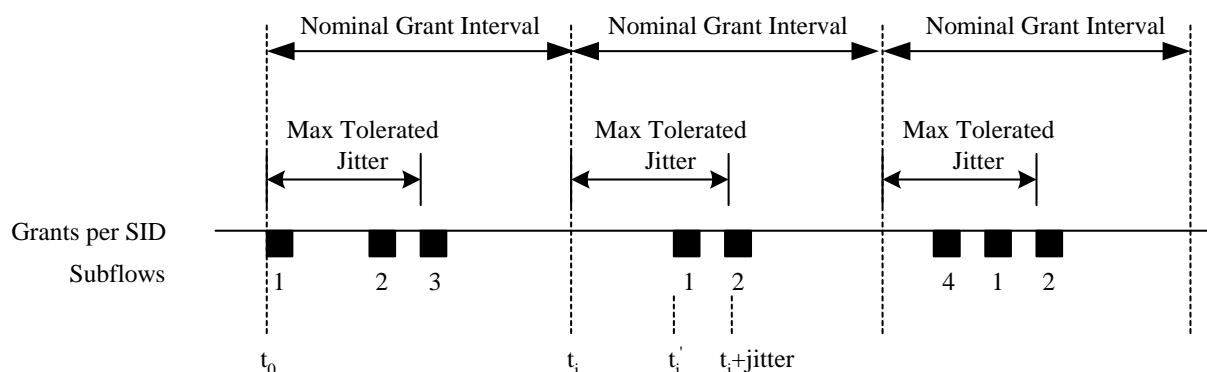 Nominal Grant Interval Nominal Grant Interval Nominal Grant Interval
Max Tolerated Max Tolerated Max Tolerated
Jitter Jitter Jitter
Grants per SID
Subflows
1 2 3 1 2 4 1 2
t0 ti ti' ti+jitter